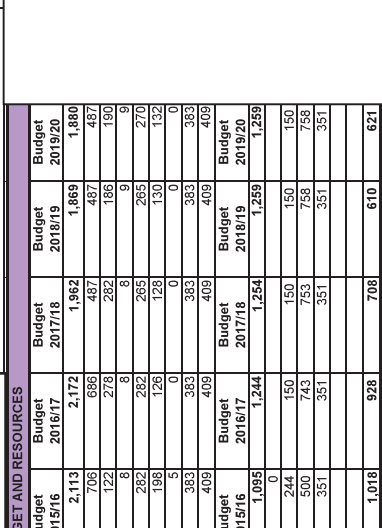 GET AND RESOURCES
udget Budget Budget Budget Budget
15/16 2016/17 2017/18 2018/19 2019/20
2,113 2,172 1,962 1,869 1,880
706 686 487 487 487
122 278 282 186 190
8 8 8 9 9
282 282 265 265 270
198 126 128 130 132
5 0 0 0 0
383 383 383 383 383
409 409 409 409 409
udget Budget Budget Budget Budget
15/16 2016/17 2017/18 2018/19 2019/20
1,095 1,244 1,254 1,259 1,259
0
244 150 150 150 150
500 743 753 758 758
351 351 351 351 351
1,018 928 708 610 621